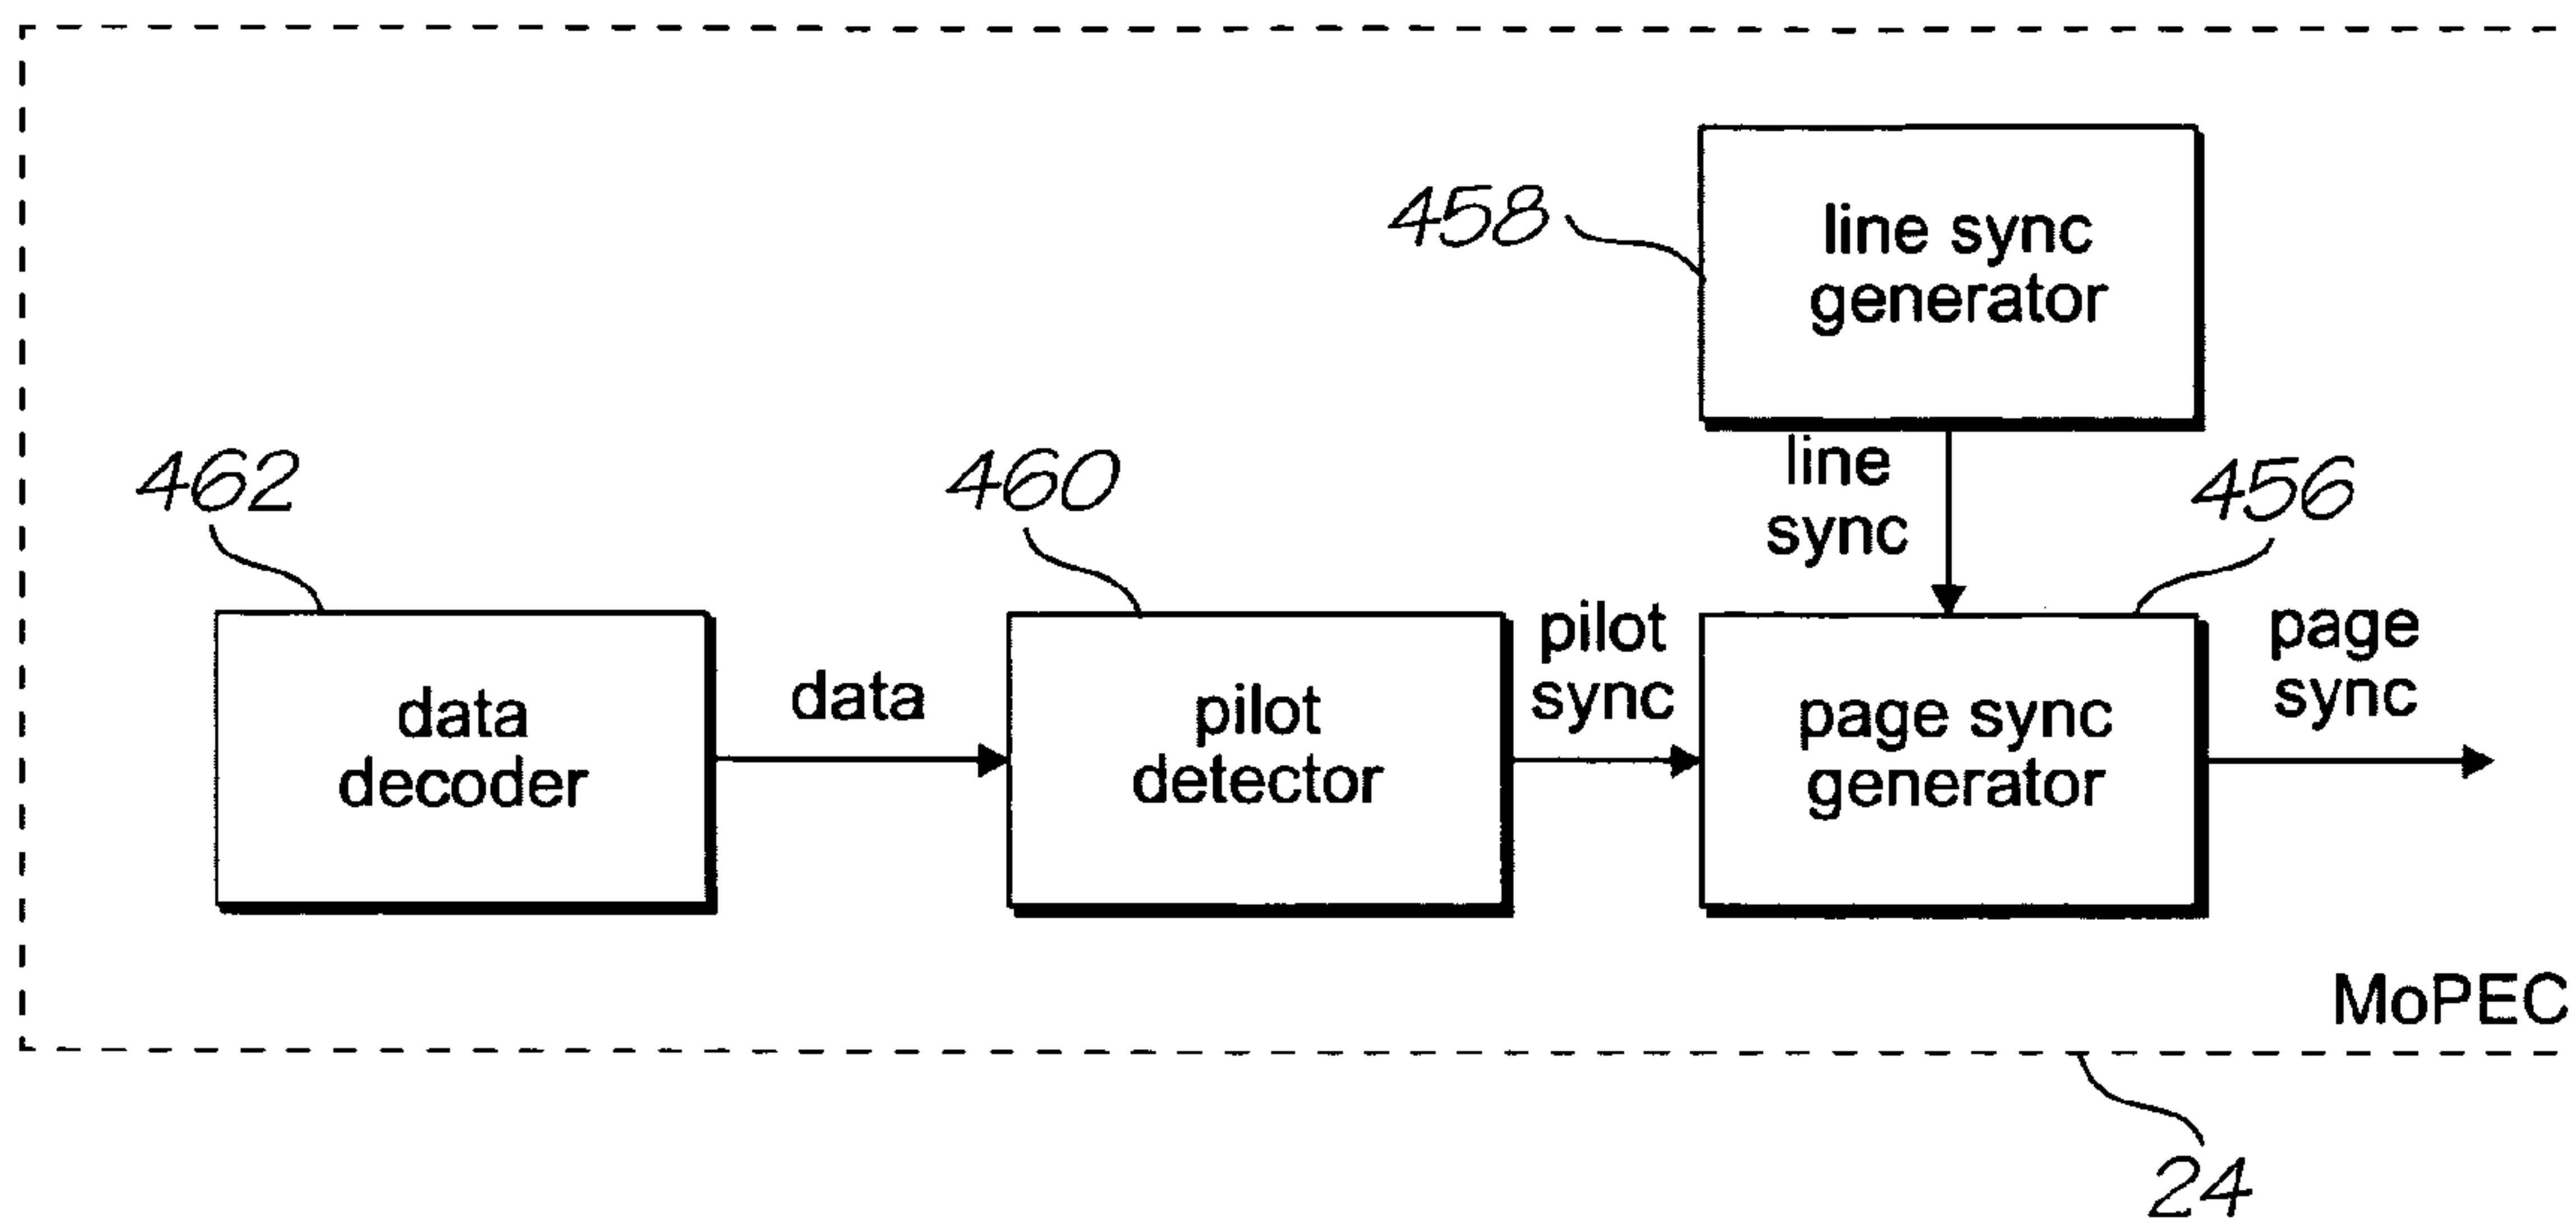 458
line sync
generator
line
sync
462
460
456
data
decoder
data
pilot
detector
pilot
sync
page sync
generator
page
sync
MoPEC
24